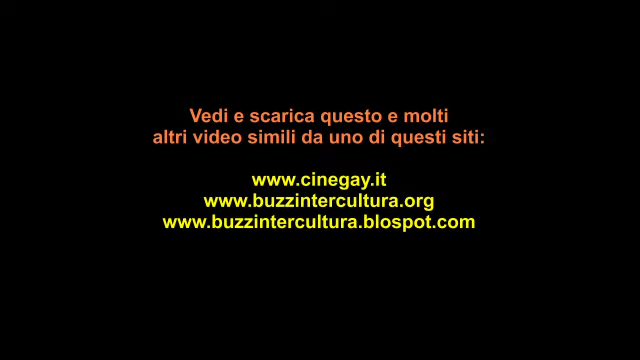 Vedi e scarica questo e molti
altri video simili da uno di questi siti:
www.cinegay.it
www.buzzintercultura.org
www.buzzintercultura.blospot.com